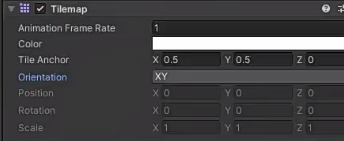 Tilemap
Animation Frame Rate 1
Color
Tile Anchor X 0.5 Y 0.5 Z 0
Orientation XY
Position X 0 Y 0 Z 0
Rotation X 0 Y 0 Z 0
Scale X 1 Y 1 Z 1